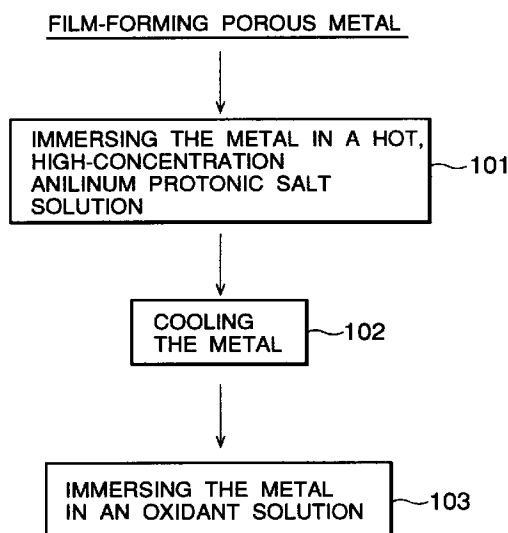 FILM-FORMING POROUS METAL
IMMERSING THE METAL IN A HOT,
HIGH-CONCENTRATION
ANILINUM PROTONIC SALT
SOLUTION
101
COOLING
THE METAL
102
IMMERSING THE METAL
IN AN OXIDANT SOLUTION
103